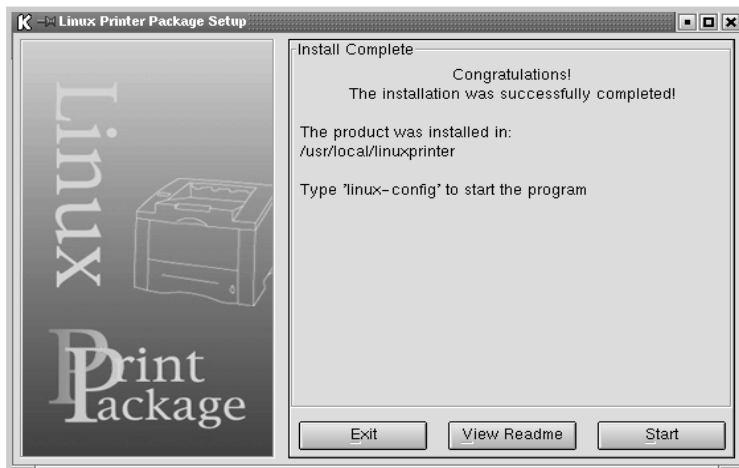 Linux Printer Package Setup
Linux
Print
Package
Install Complete
Congratulations!
The installation was successfully completed!
The product was installed in:
/usr/local/linuxprinter
Type 'linux-config' to start the program
Exit
View Readme
Start